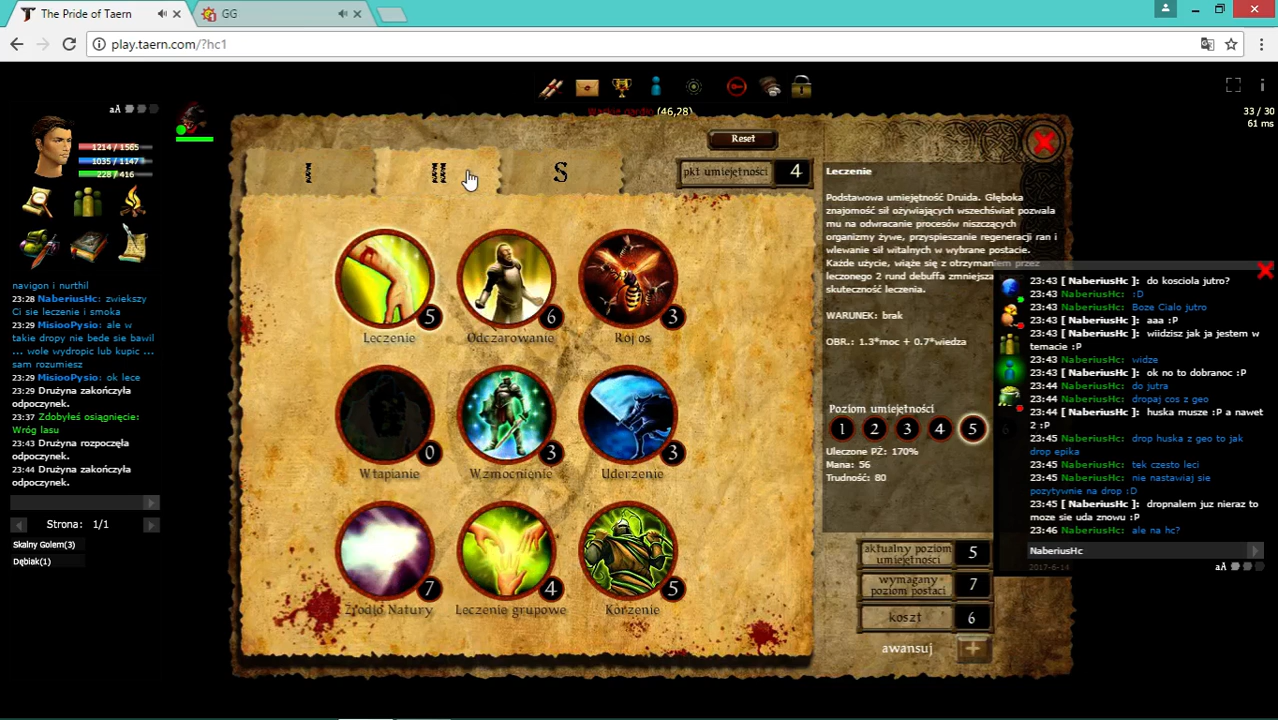 The Pride of Taern
GG
play.taern.com/?hc1
(46,28)
33 / 30
61 ms
aA
1214 / 1565
1035 / 1147
228 / 416
navigon i nurthil
23:28 NaberiusHc: zwiekszy
Ci sie leczenie i smoka
23:29 MisiooPysio: ale w
takie dropy nie bede sie bawil
... wole wydropic lub kupic ...
sam rozumiesz
23:29 MisiooPysio: ok lece
23:29 Drużyna zakończyła
odpoczynek.
23:37 Zdobyłeś osiągnięcie:
Wróg lasu
23:43 Drużyna rozpoczęła
odpoczynek.
23:44 Drużyna zakończyła
odpoczynek.
Strona: 1/1
Skalny Golem(3)
Dębiak(1)
Reset
pkt umiejętności 4
I
II
S
5
6
3
Leczenie
Odczarowanie
Rój os
0
3
3
Wtapianie
Wzmocnienie
Uderzenie
7
4
5
Źródło Natury
Leczenie grupowe
Korzenie
Leczenie
Podstawowa umiejętność Druida. Głęboka
znajomość sił ożywiających wszechświat pozwala
mu na odwracanie procesów niszczących
organizmy żywe, przyspieszanie regeneracji ran i
wlewanie sił witalnych w wybrane postacie.
Każde użycie, wiąże się z otrzymaniem przez
leczonego 2 rund debuffa zmniejsza
skuteczność leczenia.
WARUNEK: brak
OBR.: 1.3*moc + 0.7*wiedza
Poziom umiejętności
1 2 3 4 5 6
Uleczone PŻ: 170%
Mana: 56
Trudność: 80
aktualny poziom
umiejętności 5
wymagany
poziom postaci 7
koszt 6
awansuj
23:43 [ NaberiusHc ]: do kosciola jutro?
23:43 NaberiusHc: :D
23:43 NaberiusHc: Boze Cialo jutro
23:43 [ NaberiusHc ]: aaa :P
23:43 [ NaberiusHc ]: wiidzisz jak ja jestem w
temacie :P
23:43 NaberiusHc: widze
23:43 [ NaberiusHc ]: ok no to dobranoc :P
23:44 NaberiusHc: do jutra
23:44 NaberiusHc: dropaj cos z geo
23:44 [ NaberiusHc ]: huska musze :P a nawet
2 :P
23:45 NaberiusHc: drop huska z geo to jak
drop epika
23:45 NaberiusHc: tek czesto leci
23:45 NaberiusHc: nie nastawiaj sie
pozytywnie na drop :D
23:45 [ NaberiusHc ]: dropnalem juz nieraz to
moze sie uda znowu :P
23:46 NaberiusHc: ale na hc?
NaberiusHc
2017-6-14
aA